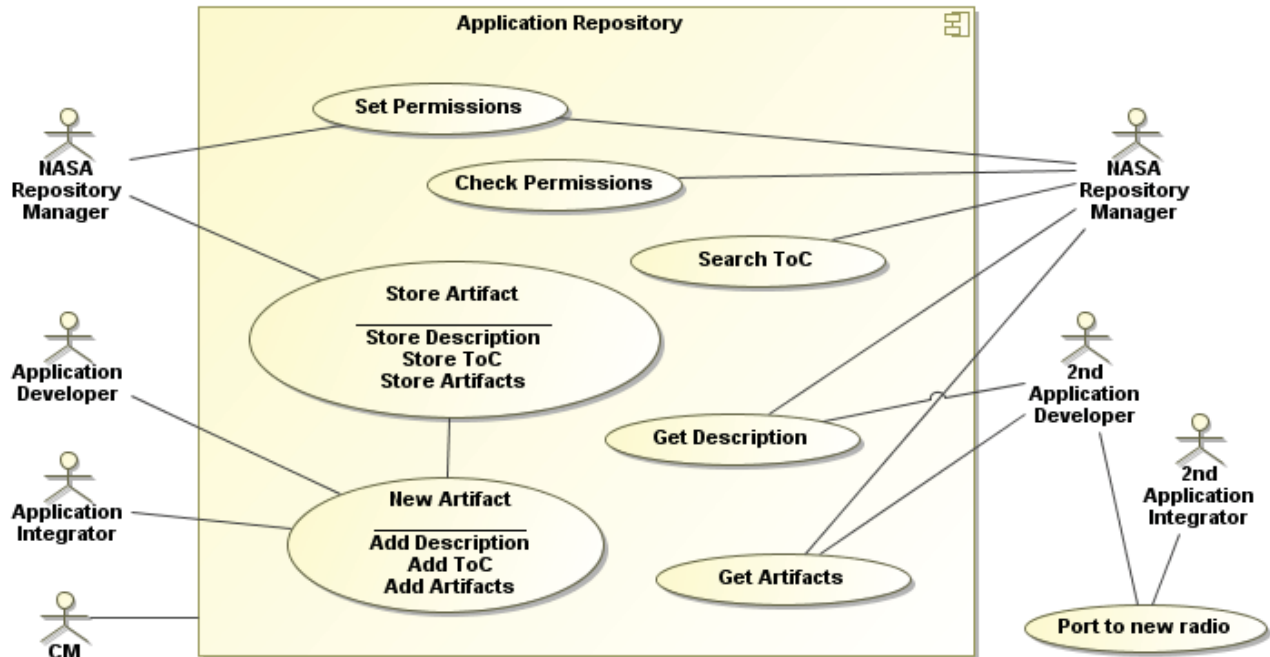 Application Repository
Set Permissions
NASA
Repository
Manager
Check Permissions
NASA
Repository
Manager
Search ToC
Store Artifact
Store Description
Store ToC
Store Artifacts
Application
Developer
2nd
Application
Developer
Get Description
New Artifact
Add Description
Add ToC
Add Artifacts
Application
Integrator
2nd
Application
Integrator
Get Artifacts
Port to new radio
CM